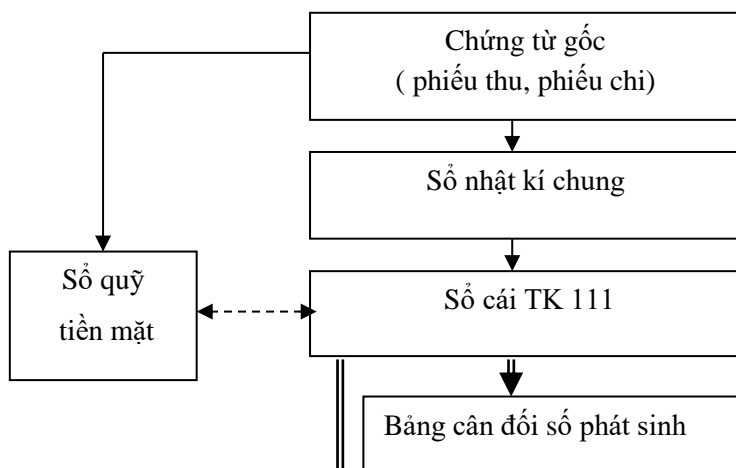 Chứng từ gốc
( phiếu thu, phiếu chi)
Sổ nhật kí chung
Sổ quỹ
tiền mặt
Sổ cái TK 111
Bảng cân đối số phát sinh